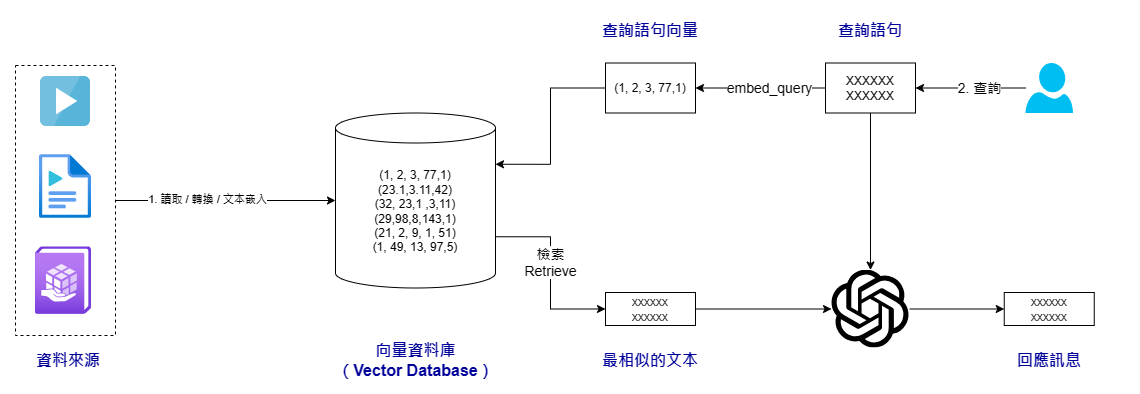 查詢語句向量
查詢語句
(1, 2, 3, 77,1)
embed_query
XXXXXX
XXXXXX
2. 查詢
1. 讀取 / 轉換 / 文本嵌入
(1, 2, 3, 77,1)
(23.1,3.11,42)
(32, 23,1 ,3,11)
(29,98,8,143,1)
(21, 2, 9, 1, 51)
(1, 49, 13, 97,5)
檢索
Retrieve
XXXXXX
XXXXXX
XXXXXX
XXXXXX
資料來源
向量資料庫
（Vector Database）
最相似的文本
回應訊息